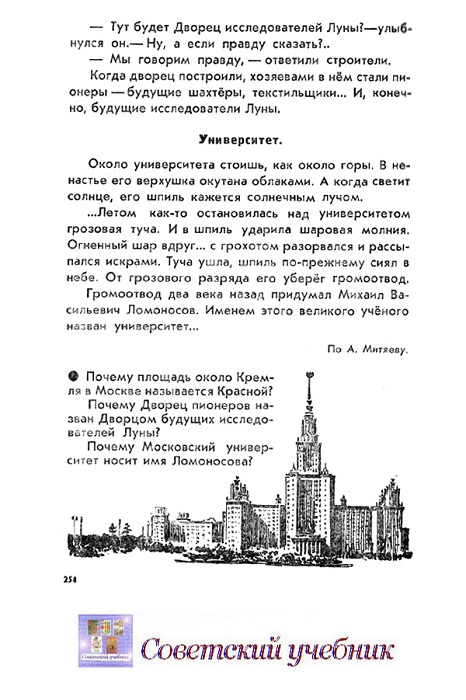 — Тут будет Дворец исследователей Луны?—улыб-
нулся он.— Ну, а если правду сказать?..
— Мы говорим правду, — ответили строители.
Когда дворец построили, хозяевами в нём стали пи-
онеры — будущие шахтёры, текстильщики... И, конеч-
но, будущие исследователи Луны.
Университет.
Около университета стоишь, как около горы. В не-
настье его верхушка окутана облаками. А когда светит
солнце, его шпиль кажется солнечным лучом.
...Летом как-то остановилась над университетом
грозовая туча. И в шпиль ударила шаровая молния.
Огненный шар вдруг... с грохотом разорвался и рассы-
пался искрами. Туча ушла, шпиль по-прежнему сиял в
небе. От грозового разряда его уберёг громоотвод.
Громоотвод два века назад придумал Михаил Ва-
сильевич Ломоносов. Именем этого великого учёного
назван университет...
По А. Митяеву.
Почему площадь около Крем-
ля в Москве называется Красной?
Почему Дворец пионеров на-
зван Дворцом будущих исследо-
вателей Луны?
Почему Московский универ-
ситет носит имя Ломоносова?
254
Советский учебник
Советский учебник